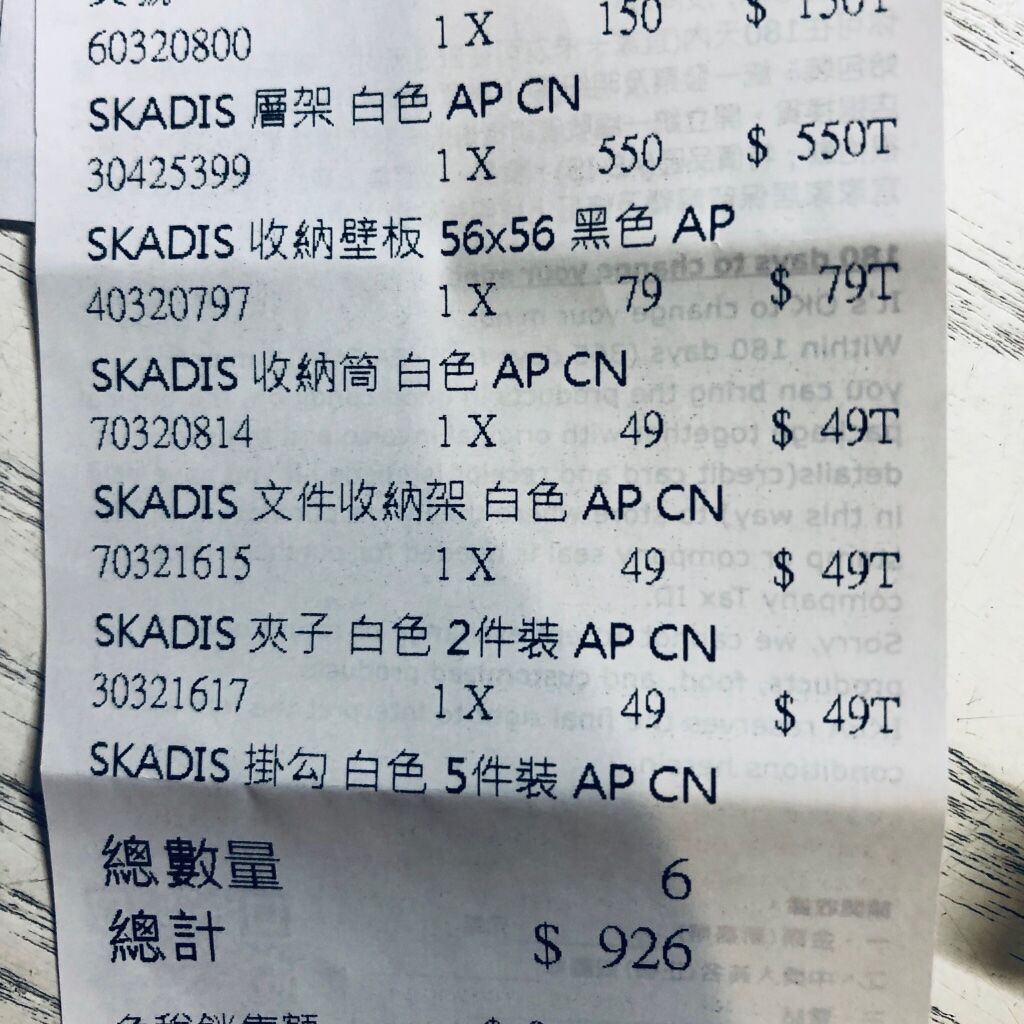 60320800 1 X 150 $ 150T
SKADIS 層架 白色 AP CN
30425399 1 X 550 $ 550T
SKADIS 收納壁板 56x56 黑色 AP
40320797 1 X 79 $ 79T
SKADIS 收納筒 白色 AP CN
70320814 1 X 49 $ 49T
SKADIS 文件收納架 白色 AP CN
70321615 1 X 49 $ 49T
SKADIS 夾子 白色 2件裝 AP CN
30321617 1 X 49 $ 49T
SKADIS 掛勾 白色 5件裝 AP CN
總數量 6
總計 $ 926